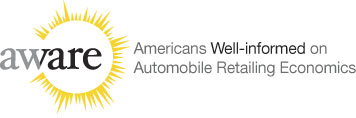 aware
Americans Well-informed on
Automobile Retailing Economics